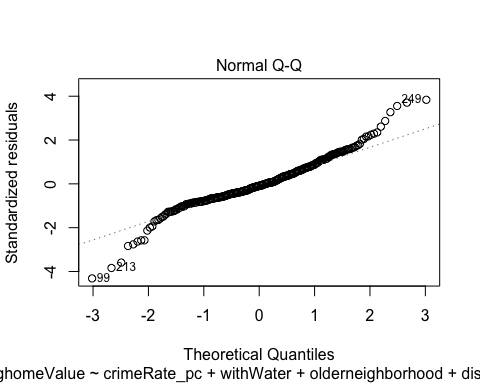 Normal Q-Q
Standardized residuals
4
2
0
-2
-4
249
213
99
-3 -2 -1 0 1 2 3
Theoretical Quantiles
ghomeValue ~ crimeRate_pc + withWater + olderneighborhood + dis